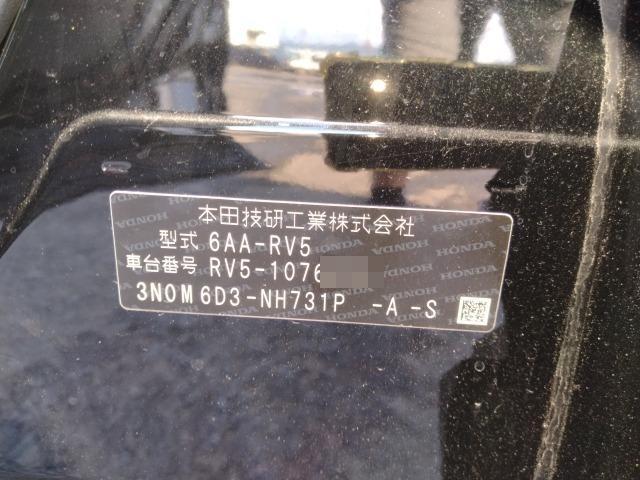 本田技研工業株式会社
型式 6AA-RV5
車台番号 RV5-1076
3N0M6D3-NH731P -A -S